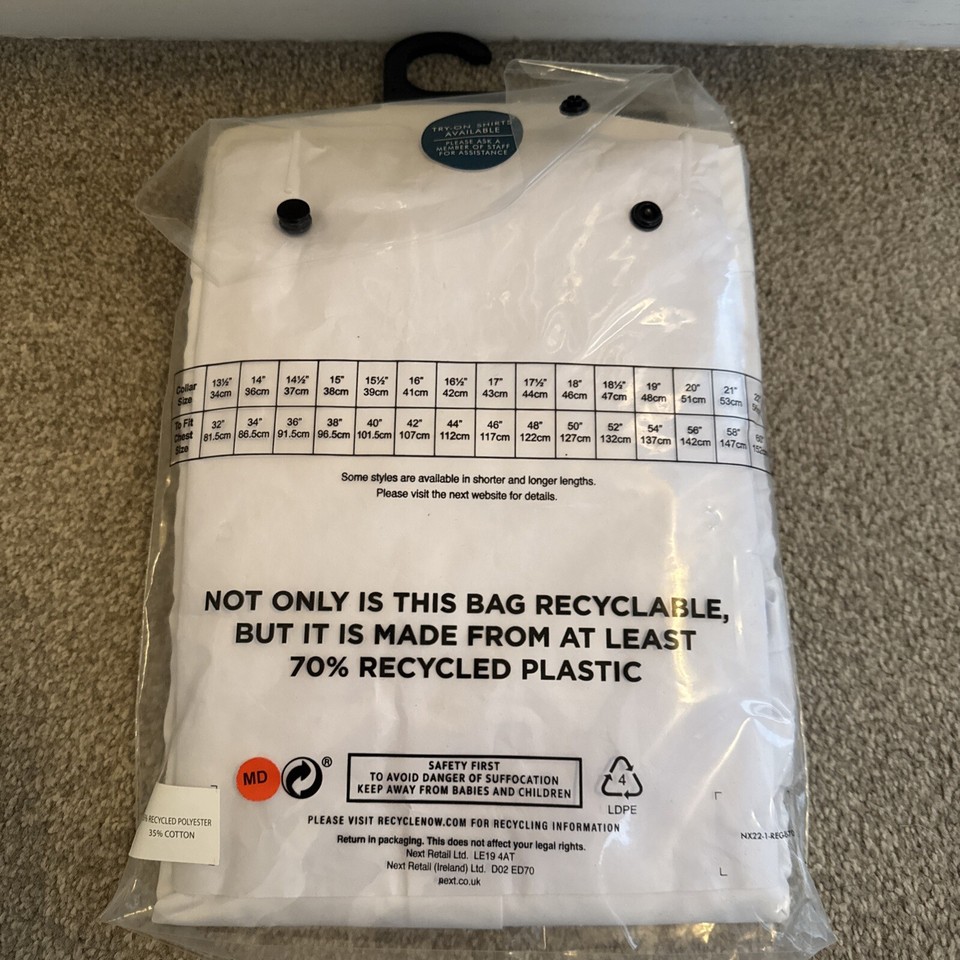 TRY-ON SHIRTS
AVAILABLE
PLEASE ASK A
MEMBER OF STAFF
FOR ASSISTANCE
Collar Size 13½" 34cm 14" 36cm 14½" 37cm 15" 38cm 15½" 39cm 16" 41cm 16½" 42cm 17" 43cm 17½" 44cm 18" 46cm 18½" 47cm 19" 48cm 20" 51cm 21" 53cm
To Fit Chest Size 32" 81.5cm 34" 86.5cm 36" 91.5cm 38" 96.5cm 40" 101.5cm 42" 107cm 44" 112cm 46" 117cm 48" 122cm 50" 127cm 52" 132cm 54" 137cm 56" 142cm 58" 147cm
Some styles are available in shorter and longer lengths.
Please visit the next website for details.
NOT ONLY IS THIS BAG RECYCLABLE,
BUT IT IS MADE FROM AT LEAST
70% RECYCLED PLASTIC
MD
®
SAFETY FIRST
TO AVOID DANGER OF SUFFOCATION
KEEP AWAY FROM BABIES AND CHILDREN
4
LDPE
PLEASE VISIT RECYCLENOW.COM FOR RECYCLING INFORMATION
RECYCLED POLYESTER
35% COTTON
Return in packaging. This does not affect your legal rights.
Next Retail Ltd. LE19 4AT
Next Retail (Ireland) Ltd. D02 ED70
next.co.uk